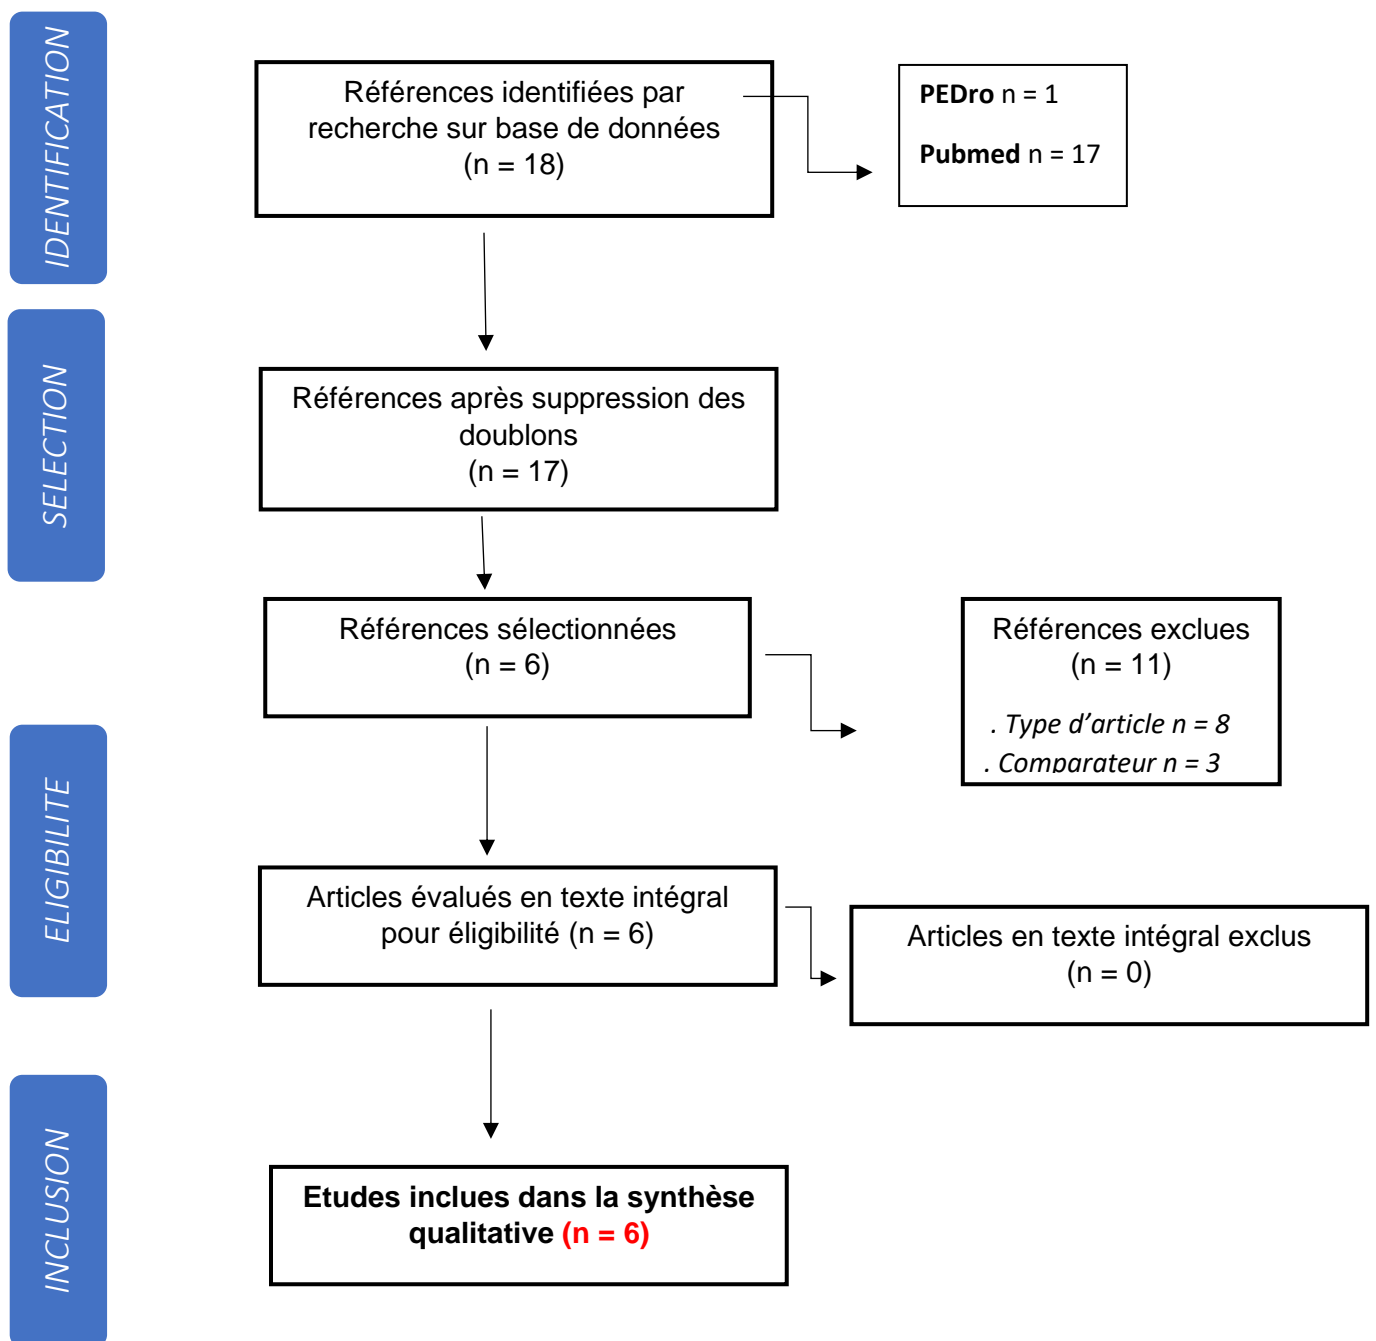 IDENTIFICATION
Références identifiées par
recherche sur base de données
(n = 18)
PEDro n = 1
Pubmed n = 17
SELECTION
Références après suppression des
doublons
(n = 17)
Références sélectionnées
(n = 6)
Références exclues
(n = 11)
. Type d’article n = 8
. Comparateur n = 3
ELIGIBILITE
Articles évalués en texte intégral
pour éligibilité (n = 6)
Articles en texte intégral exclus
(n = 0)
INCLUSION
Etudes inclues dans la synthèse
qualitative (n = 6)